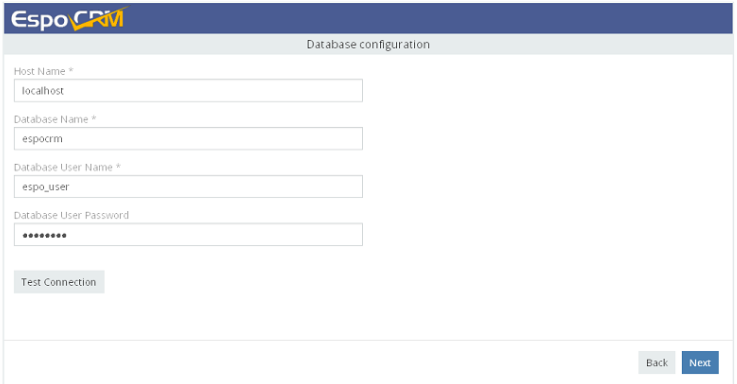 EspoCRM
Database configuration
Host Name *
localhost
Database Name *
espocrm
Database User Name *
espo_user
Database User Password
••••••••
Test Connection
Back Next